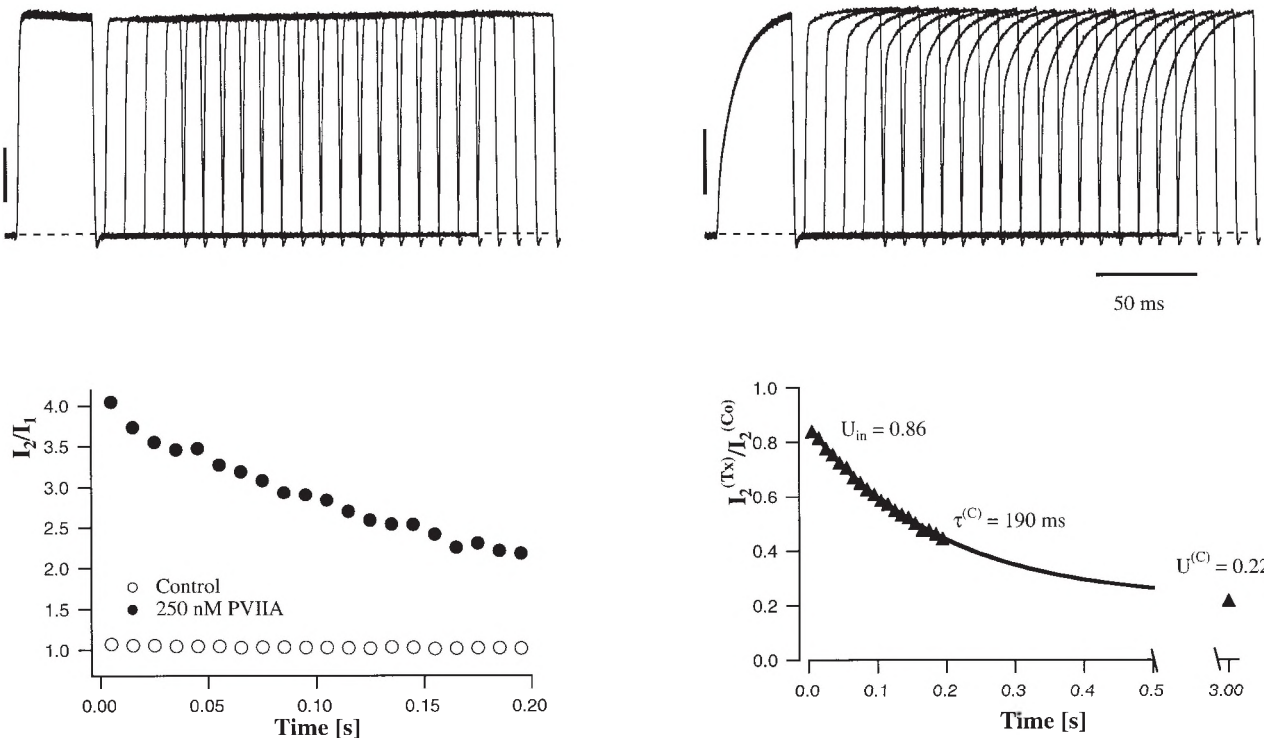 50 ms
I2/I1
4.0
3.5
3.0
2.5
2.0
1.5
1.0
Control
250 nM PVIIA
0.00
0.05
0.10
0.15
0.20
Time [s]
I2(Tx)/I2(Co)
1.0
0.8
0.6
0.4
0.2
0.0
Uin = 0.86
τ(C) = 190 ms
U(C) = 0.22
0.0
0.1
0.2
0.3
0.4
0.5
3.00
Time [s]